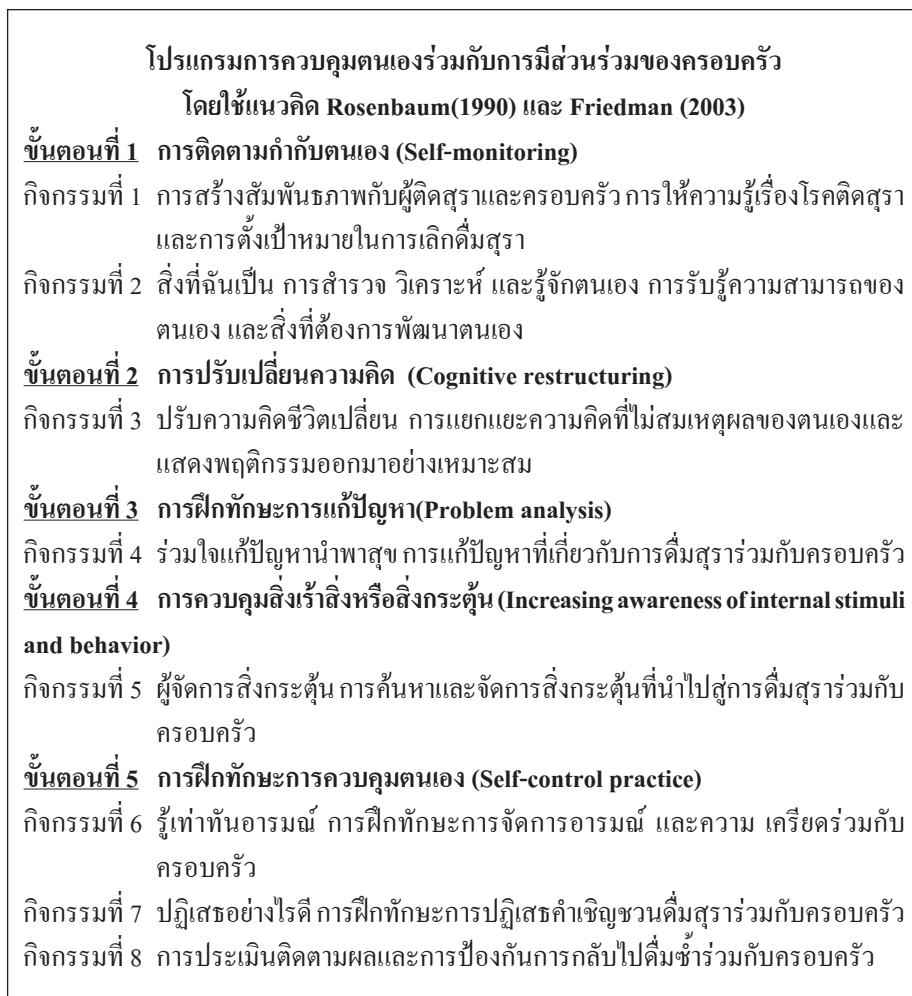 โปรแกรมการควบคุมตนเองร่วมกับการมีส่วนร่วมของครอบครัว
โดยใช้แนวคิด Rosenbaum(1990) และ Friedman (2003)
ขั้นตอนที่ 1 การติดตามกำกับตนเอง (Self-monitoring)
กิจกรรมที่ 1 การสร้างสัมพันธภาพกับผู้ติดสุราและครอบครัว การให้ความรู้เรื่องโรคติดสุรา
และการตั้งเป้าหมายในการเลิกดื่มสุรา
กิจกรรมที่ 2 สิ่งที่ฉันเป็น การสำรวจ วิเคราะห์ และรู้จักตนเอง การรับรู้ความสามารถของ
ตนเอง และสิ่งที่ต้องการพัฒนาตนเอง
ขั้นตอนที่ 2 การปรับเปลี่ยนความคิด (Cognitive restructuring)
กิจกรรมที่ 3 ปรับความคิดชีวิตเปลี่ยน การแยกแยะความคิดที่ไม่สมเหตุผลของตนเองและ
แสดงพฤติกรรมออกมาอย่างเหมาะสม
ขั้นตอนที่ 3 การฝึกทักษะการแก้ปัญหา(Problem analysis)
กิจกรรมที่ 4 ร่วมใจแก้ปัญหานำพาสุข การแก้ปัญหาที่เกี่ยวกับการดื่มสุราร่วมกับครอบครัว
ขั้นตอนที่ 4 การควบคุมสิ่งเร้าสิ่งหรือสิ่งกระตุ้น (Increasing awareness of internal stimuli
and behavior)
กิจกรรมที่ 5 ผู้จัดการสิ่งกระตุ้น การค้นหาและจัดการสิ่งกระตุ้นที่นำไปสู่การดื่มสุราร่วมกับ
ครอบครัว
ขั้นตอนที่ 5 การฝึกทักษะการควบคุมตนเอง (Self-control practice)
กิจกรรมที่ 6 รู้เท่าทันอารมณ์ การฝึกทักษะการจัดการอารมณ์ และความ เครียดร่วมกับ
ครอบครัว
กิจกรรมที่ 7 ปฏิเสธอย่างไรดี การฝึกทักษะการปฏิเสธคำเชิญชวนดื่มสุราร่วมกับครอบครัว
กิจกรรมที่ 8 การประเมินติดตามผลและการป้องกันการกลับไปดื่มซ้ำร่วมกับครอบครัว